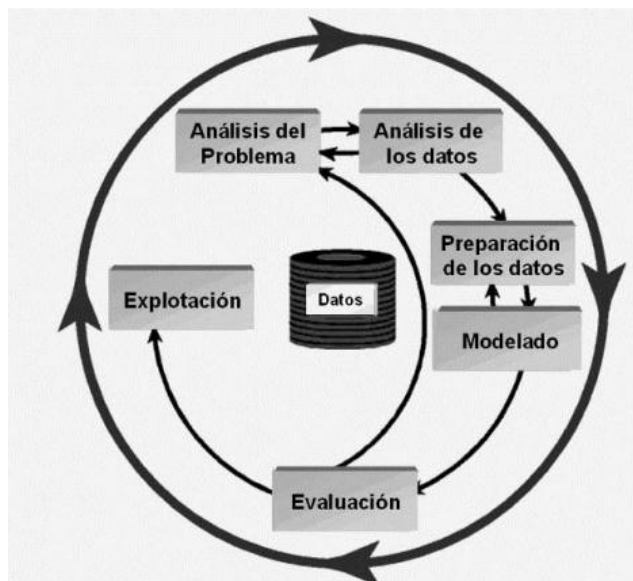 Análisis del
Problema
Análisis de
los datos
Preparación
de los datos
Explotación
Datos
Modelado
Evaluación